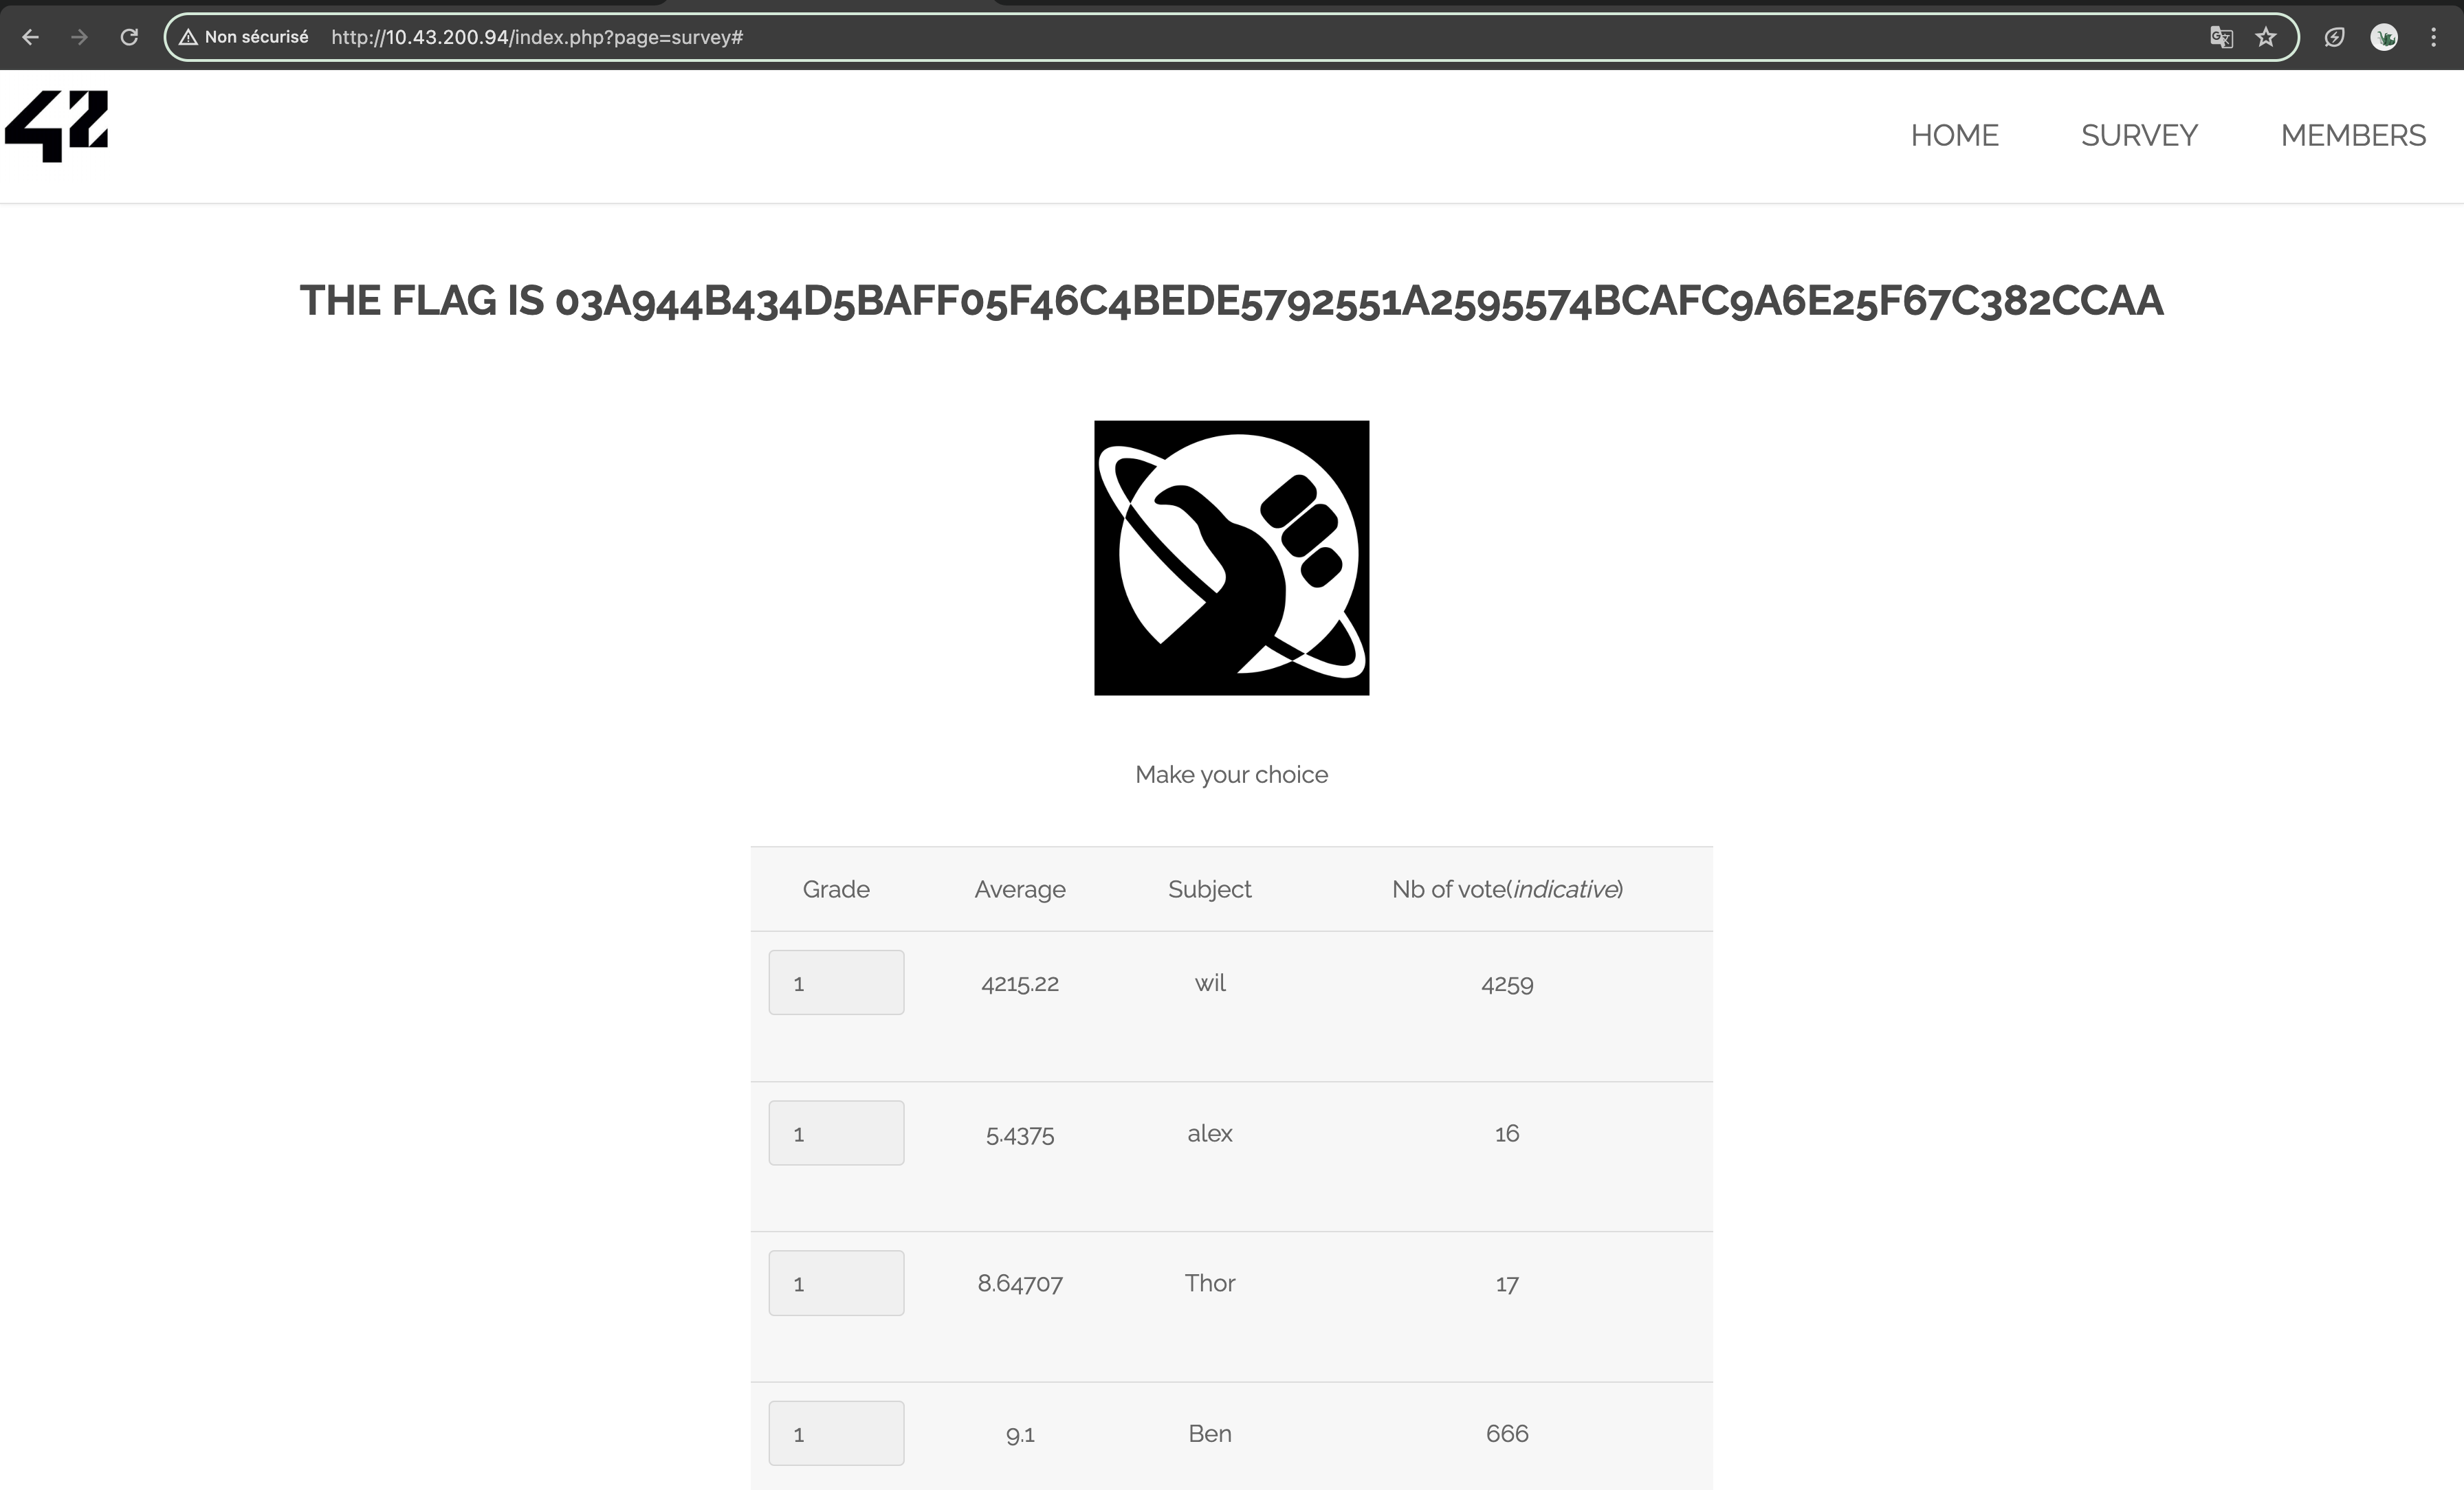 Non sécurisé http://10.43.200.94/index.php?page=survey#
42
HOME SURVEY MEMBERS
THE FLAG IS 03A944B434D5BAFF05F46C4BEDE5792551A2595574BCAFC9A6E25F67C382CCAA
Make your choice
Grade Average Subject Nb of vote(indicative)
1 4215.22 wil 4259
1 5.4375 alex 16
1 8.64707 Thor 17
1 9.1 Ben 666